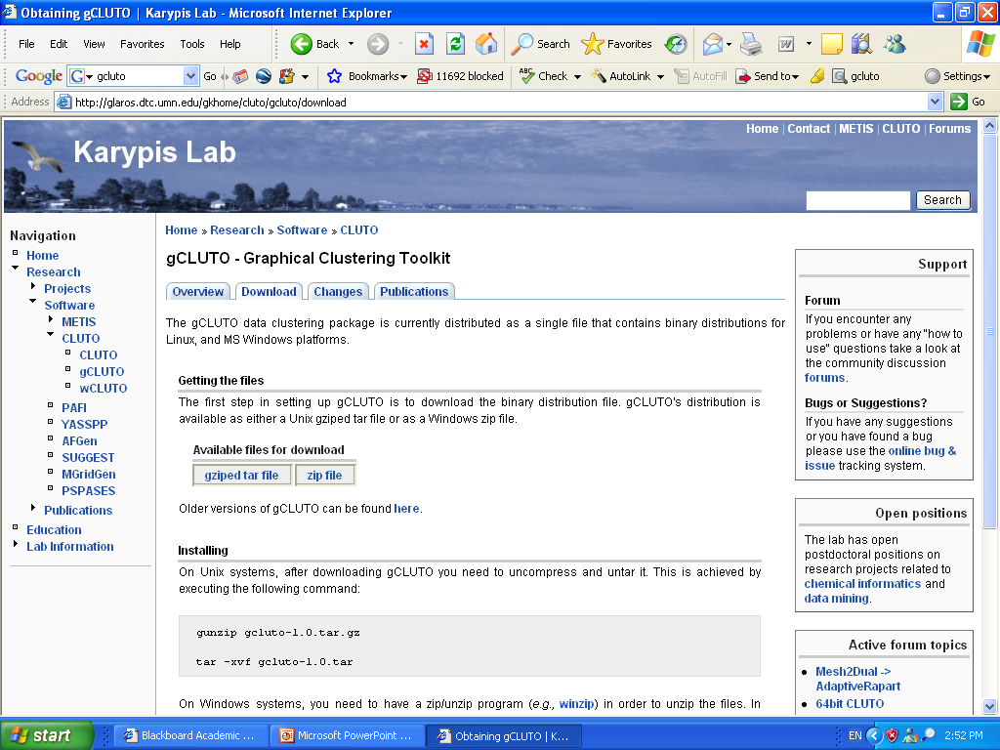 Obtaining gCLUTO | Karypis Lab - Microsoft Internet Explorer
File Edit View Favorites Tools Help Back Search Favorites
Google gcluto Go Bookmarks 11692 blocked Check AutoLink AutoFill Send to gcluto Settings
Address http://glaros.dtc.umn.edu/gkhome/cluto/gcluto/download Go
Home | Contact | METIS | CLUTO | Forums
Karypis Lab
Search
Navigation
Home
Research
Projects
Software
METIS
CLUTO
CLUTO
gCLUTO
wCLUTO
PAFI
YASSPP
AFGen
SUGGEST
MGridGen
PSPASES
Publications
Education
Lab Information
Home » Research » Software » CLUTO
gCLUTO - Graphical Clustering Toolkit
Overview Download Changes Publications
The gCLUTO data clustering package is currently distributed as a single file that contains binary distributions for
Linux, and MS Windows platforms.
Getting the files
The first step in setting up gCLUTO is to download the binary distribution file. gCLUTO's distribution is
available as either a Unix gziped tar file or as a Windows zip file.
Available files for download
gziped tar file zip file
Older versions of gCLUTO can be found here.
Installing
On Unix systems, after downloading gCLUTO you need to uncompress and untar it. This is achieved by
executing the following command:
gunzip gcluto-1.0.tar.gz
tar -xvf gcluto-1.0.tar
On Windows systems, you need to have a zip/unzip program (e.g., winzip) in order to unzip the files. In
Support
Forum
If you encounter any
problems or have any "how to
use" questions take a look at
the community discussion
forums.
Bugs or Suggestions?
If you have any suggestions
or you have found a bug
please use the online bug &
issue tracking system.
Open positions
The lab has open
postdoctoral positions on
research projects related to
chemical informatics and
data mining.
Active forum topics
Mesh2Dual ->
AdaptiveRapart
64bit CLUTO
start Blackboard Academic ... Microsoft PowerPoint ... Obtaining gCLUTO | K... EN 2:52 PM